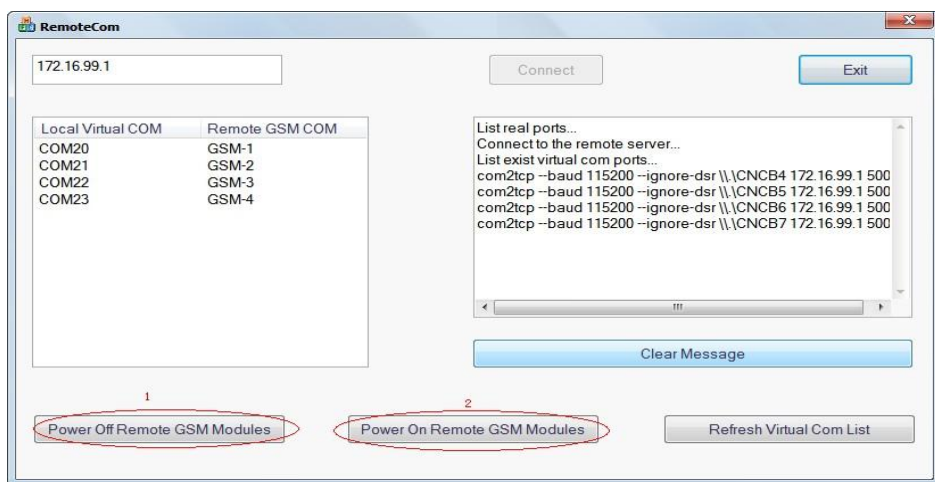 RemoteCom
172.16.99.1
Connect
Exit
Local Virtual COM Remote GSM COM
COM20 GSM-1
COM21 GSM-2
COM22 GSM-3
COM23 GSM-4
List real ports...
Connect to the remote server...
List exist virtual com ports...
com2tcp --baud 115200 --ignore-dsr \\.\CNCB4 172.16.99.1 500
com2tcp --baud 115200 --ignore-dsr \\.\CNCB5 172.16.99.1 500
com2tcp --baud 115200 --ignore-dsr \\.\CNCB6 172.16.99.1 500
com2tcp --baud 115200 --ignore-dsr \\.\CNCB7 172.16.99.1 500
Clear Message
1
2
Power Off Remote GSM Modules
Power On Remote GSM Modules
Refresh Virtual Com List